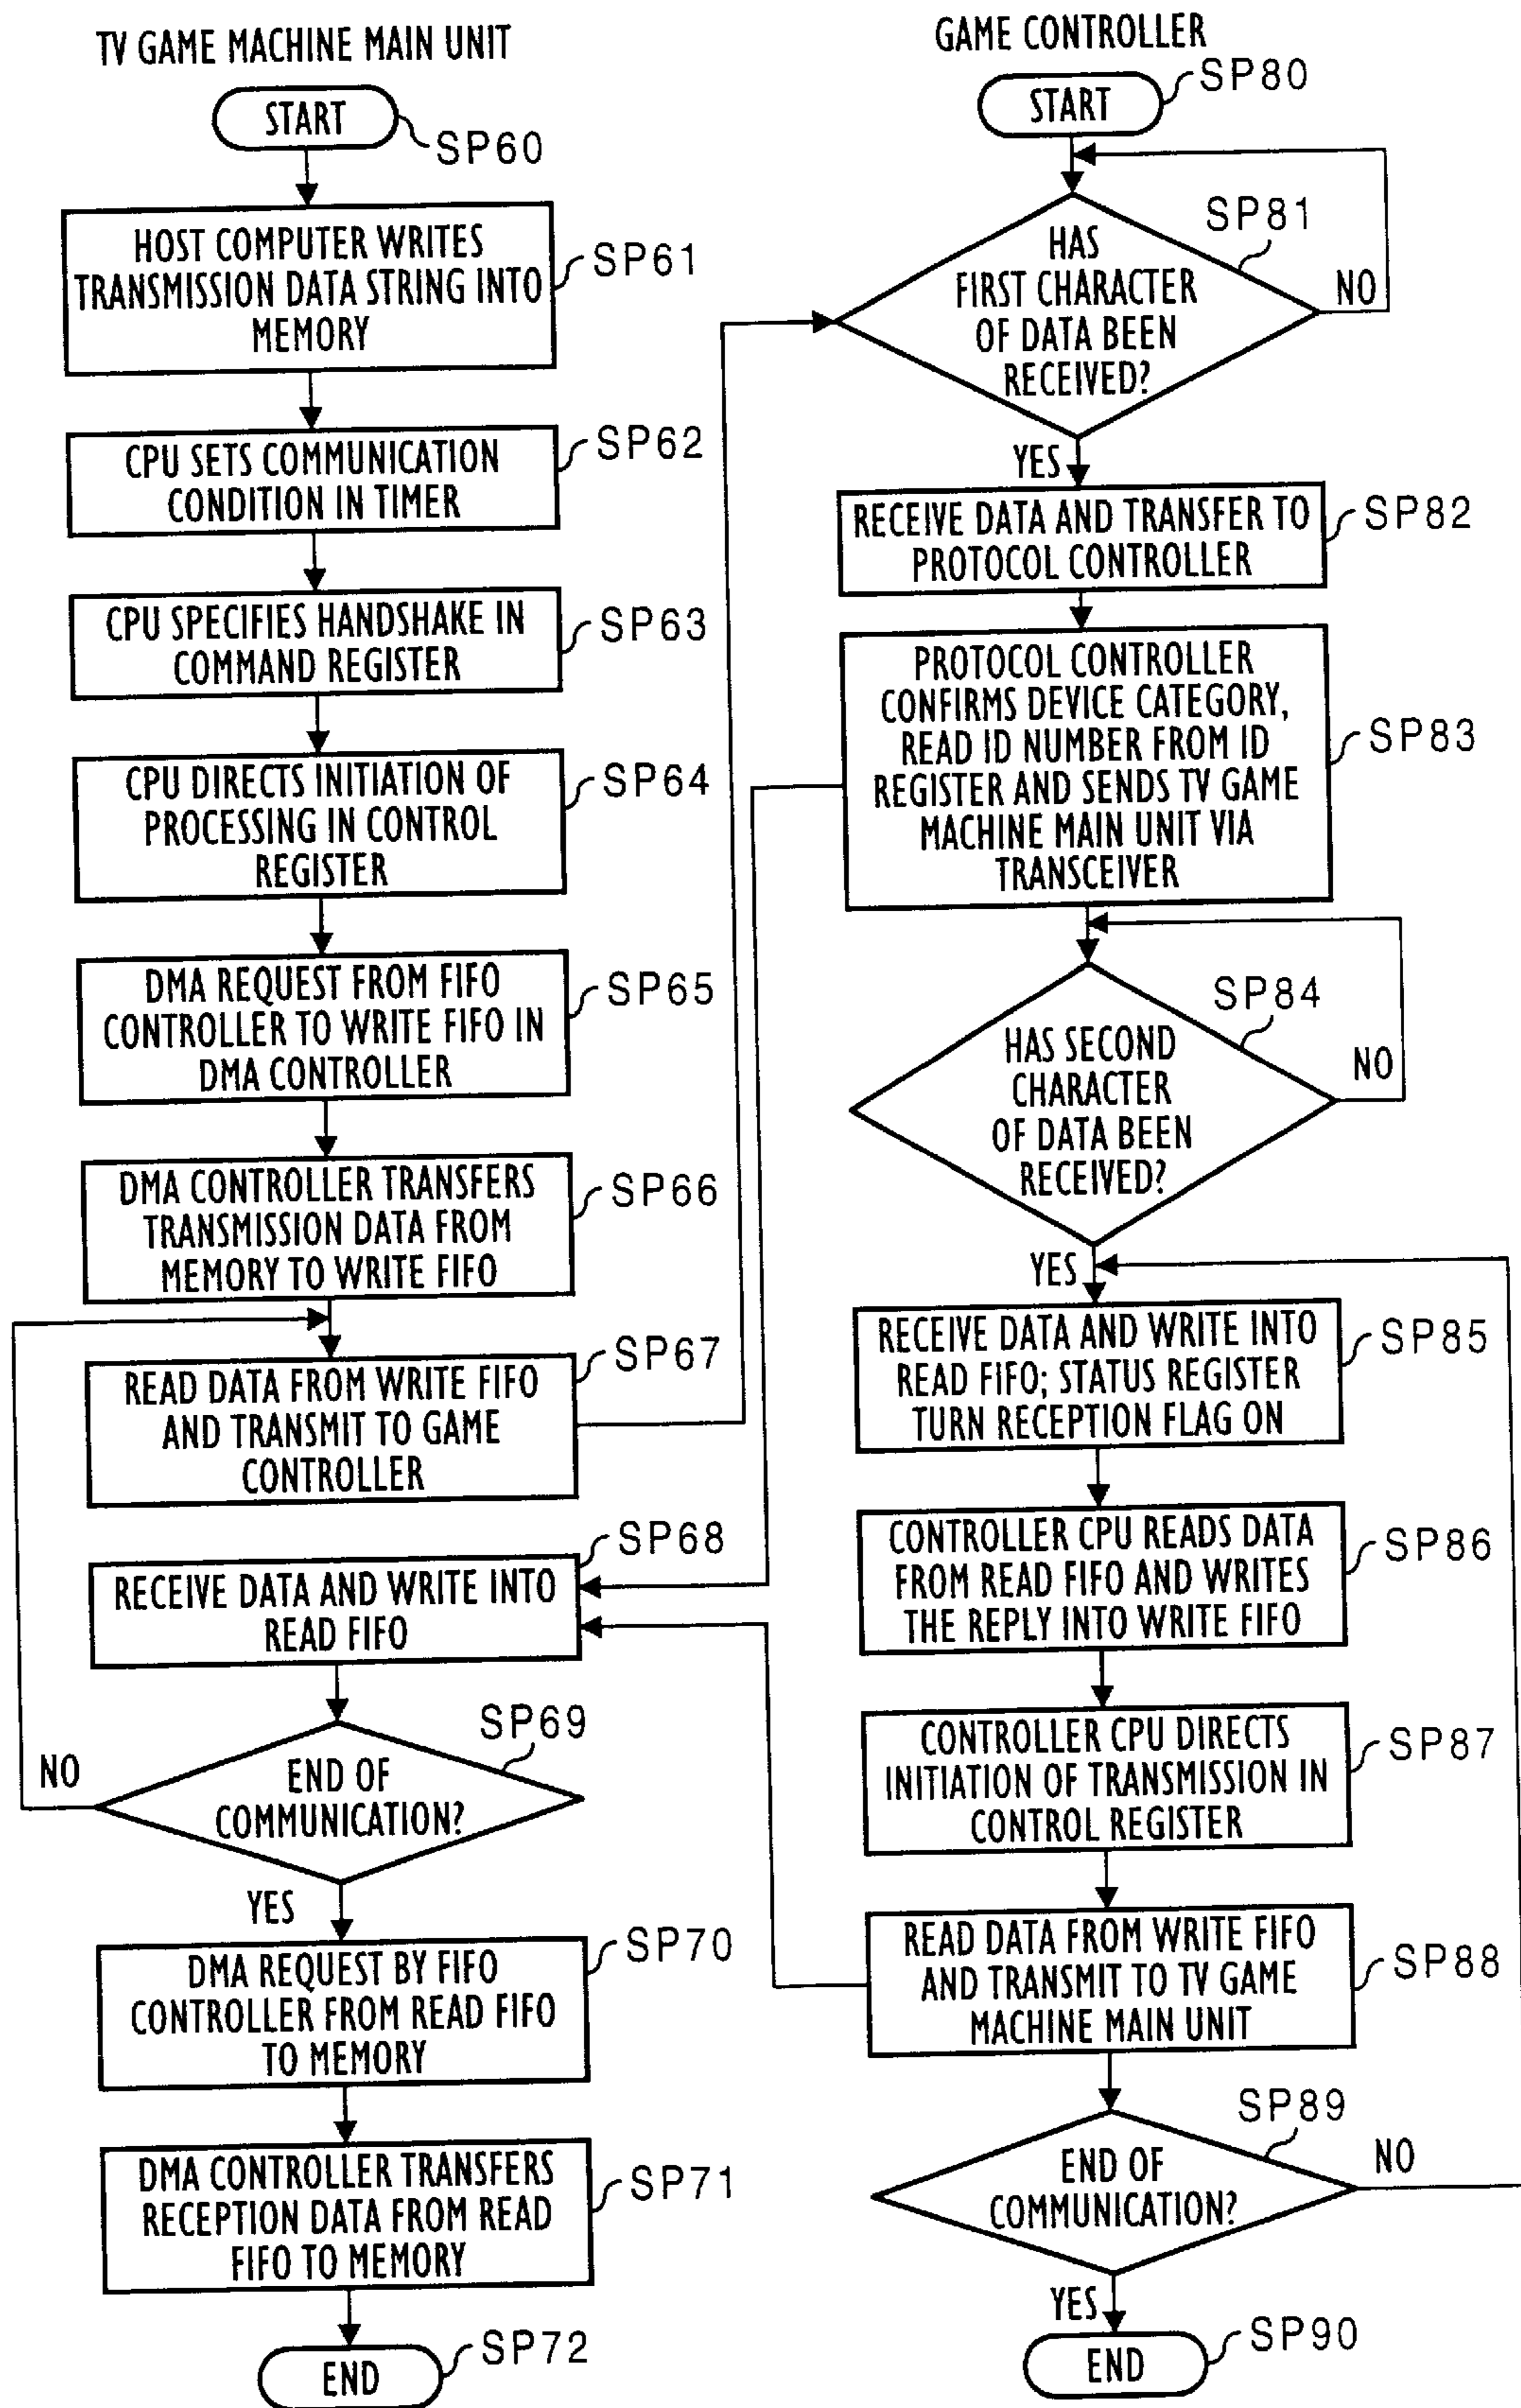 TV GAME MACHINE MAIN UNIT
START
SP60
HOST COMPUTER WRITES
TRANSMISSION DATA STRING INTO
MEMORY
SP61
CPU SETS COMMUNICATION
CONDITION IN TIMER
SP62
CPU SPECIFIES HANDSHAKE IN
COMMAND REGISTER
SP63
CPU DIRECTS INITIATION OF
PROCESSING IN CONTROL
REGISTER
SP64
DMA REQUEST FROM FIFO
CONTROLLER TO WRITE FIFO IN
DMA CONTROLLER
SP65
DMA CONTROLLER TRANSFERS
TRANSMISSION DATA FROM
MEMORY TO WRITE FIFO
SP66
READ DATA FROM WRITE FIFO
AND TRANSMIT TO GAME
CONTROLLER
SP67
RECEIVE DATA AND WRITE INTO
READ FIFO
SP68
END OF
COMMUNICATION?
SP69
NO
YES
DMA REQUEST BY FIFO
CONTROLLER FROM READ FIFO
TO MEMORY
SP70
DMA CONTROLLER TRANSFERS
RECEPTION DATA FROM READ
FIFO TO MEMORY
SP71
END
SP72
GAME CONTROLLER
START
SP80
HAS
FIRST CHARACTER
OF DATA BEEN
RECEIVED?
SP81
NO
YES
RECEIVE DATA AND TRANSFER TO
PROTOCOL CONTROLLER
SP82
PROTOCOL CONTROLLER
CONFIRMS DEVICE CATEGORY,
READ ID NUMBER FROM ID
REGISTER AND SENDS TV GAME
MACHINE MAIN UNIT VIA
TRANSCEIVER
SP83
HAS SECOND
CHARACTER
OF DATA BEEN
RECEIVED?
SP84
NO
YES
RECEIVE DATA AND WRITE INTO
READ FIFO; STATUS REGISTER
TURN RECEPTION FLAG ON
SP85
CONTROLLER CPU READS DATA
FROM READ FIFO AND WRITES
THE REPLY INTO WRITE FIFO
SP86
CONTROLLER CPU DIRECTS
INITIATION OF TRANSMISSION IN
CONTROL REGISTER
SP87
READ DATA FROM WRITE FIFO
AND TRANSMIT TO TV GAME
MACHINE MAIN UNIT
SP88
END OF
COMMUNICATION?
SP89
NO
YES
END
SP90